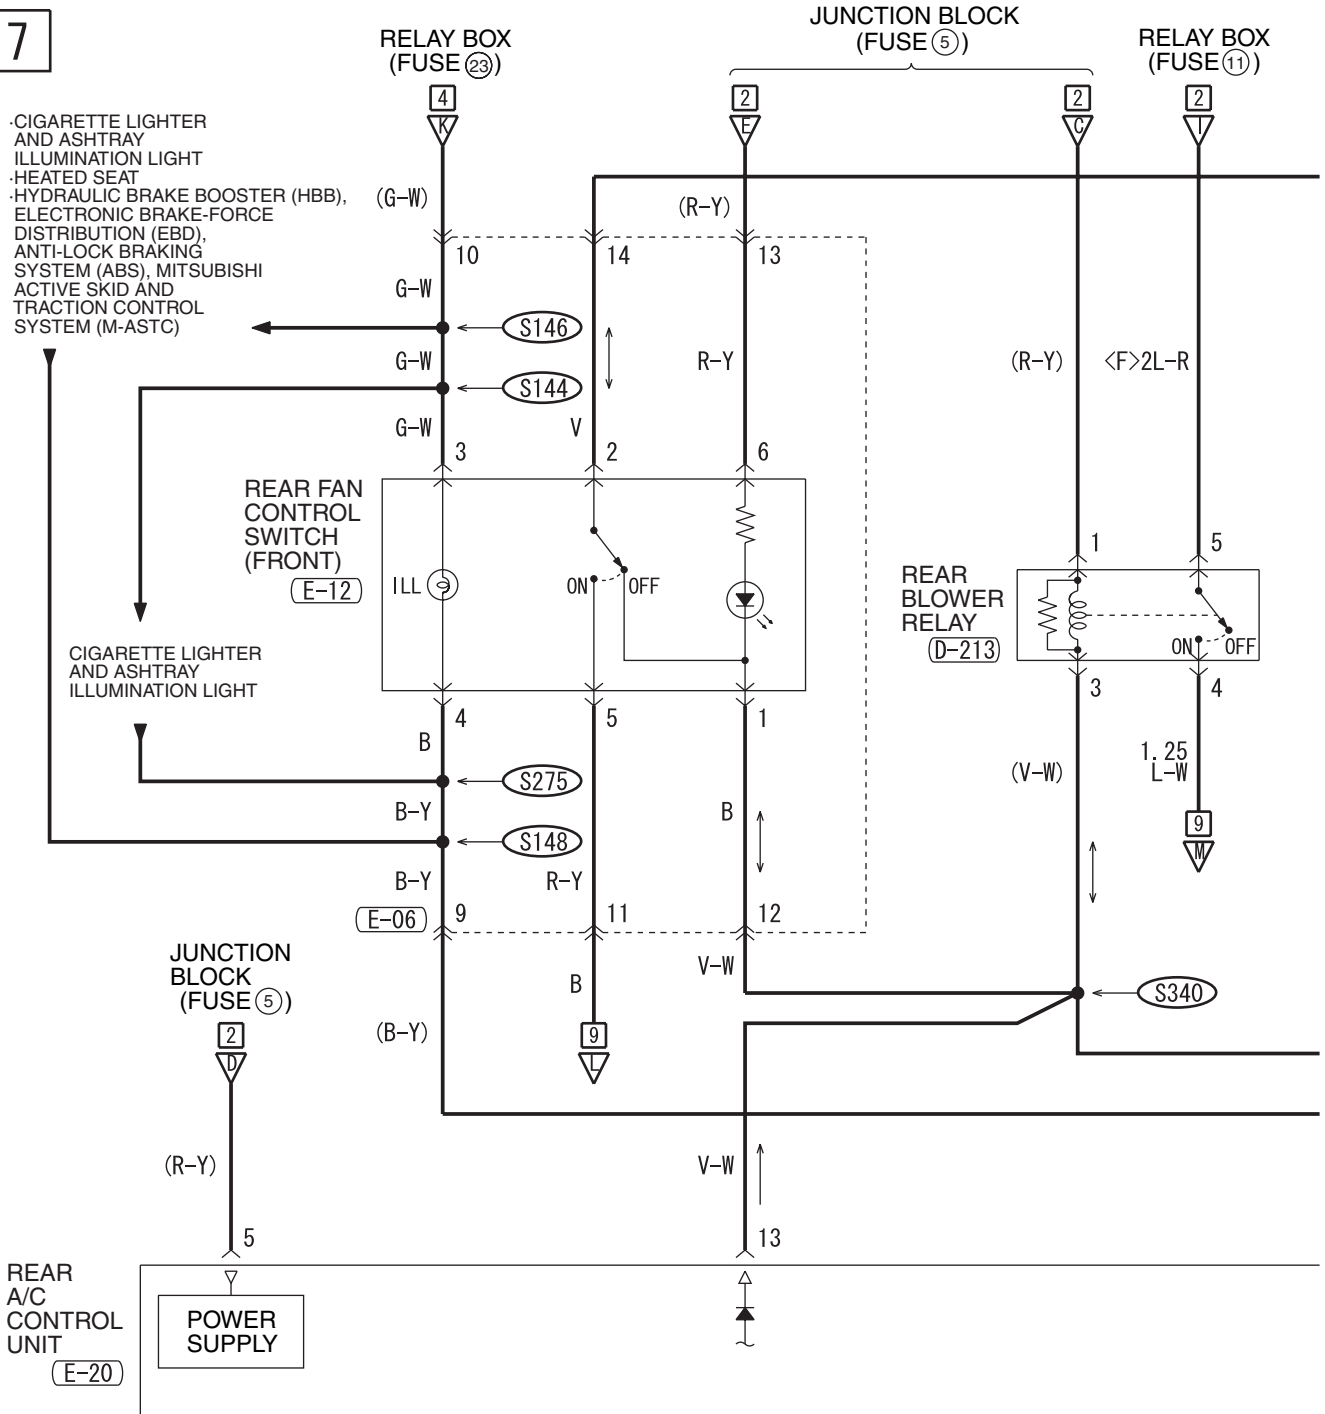 7
RELAY BOX
(FUSE 23)
JUNCTION BLOCK
(FUSE 5)
RELAY BOX
(FUSE 11)
4
2
2
2
K
E
C
I
·CIGARETTE LIGHTER
AND ASHTRAY
ILLUMINATION LIGHT
·HEATED SEAT
·HYDRAULIC BRAKE BOOSTER (HBB),
ELECTRONIC BRAKE-FORCE
DISTRIBUTION (EBD),
ANTI-LOCK BRAKING
SYSTEM (ABS), MITSUBISHI
ACTIVE SKID AND
TRACTION CONTROL
SYSTEM (M-ASTC)
(G-W)
(R-Y)
10
14
13
G-W
S146
G-W
R-Y
(R-Y)
<F>2L-R
S144
G-W
V
3
2
6
REAR FAN
CONTROL
SWITCH
(FRONT)
E-12
ILL
ON
OFF
1
5
REAR
BLOWER
RELAY
D-213
ON
OFF
3
4
CIGARETTE LIGHTER
AND ASHTRAY
ILLUMINATION LIGHT
4
5
1
B
S275
B-Y
B
(V-W)
1.25
L-W
9
M
S148
B-Y
R-Y
E-06
9
11
12
JUNCTION
BLOCK
(FUSE 5)
V-W
B
S340
2
D
(B-Y)
9
L
(R-Y)
V-W
5
13
REAR
A/C
CONTROL
UNIT
E-20
POWER
SUPPLY